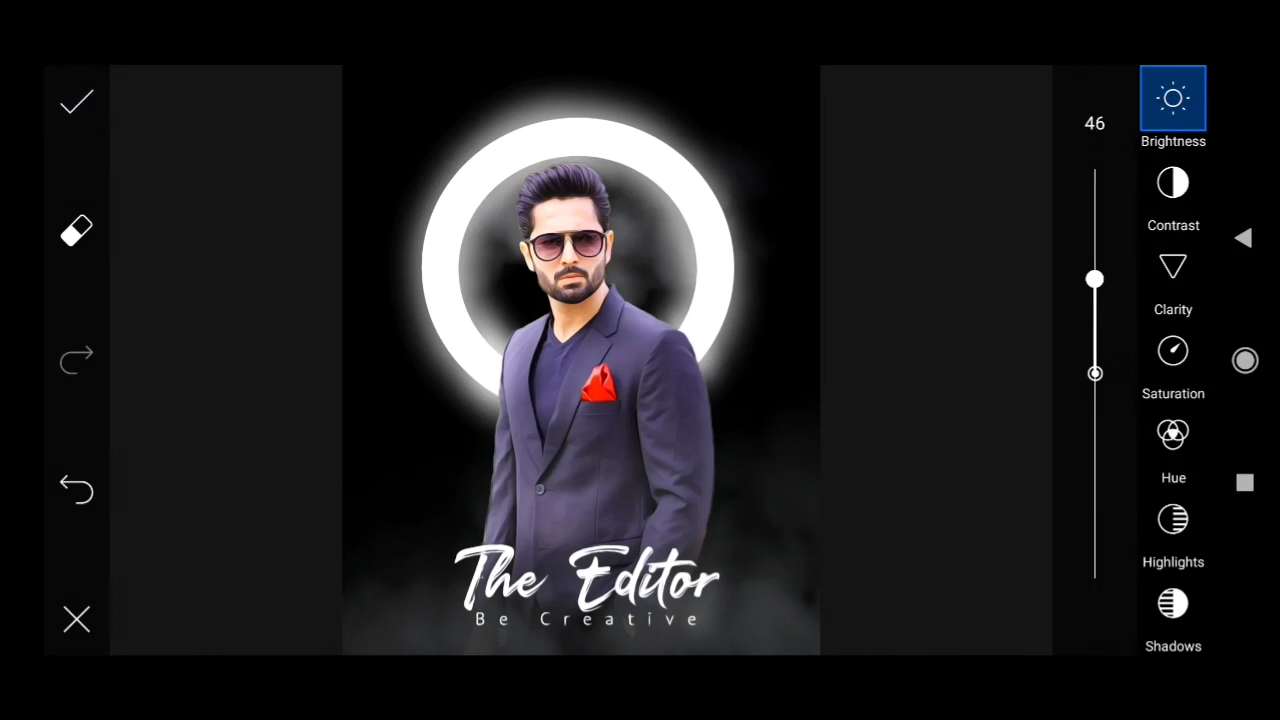 46
Brightness
Contrast
Clarity
Saturation
Hue
Highlights
Shadows
The Editor
Be Creative